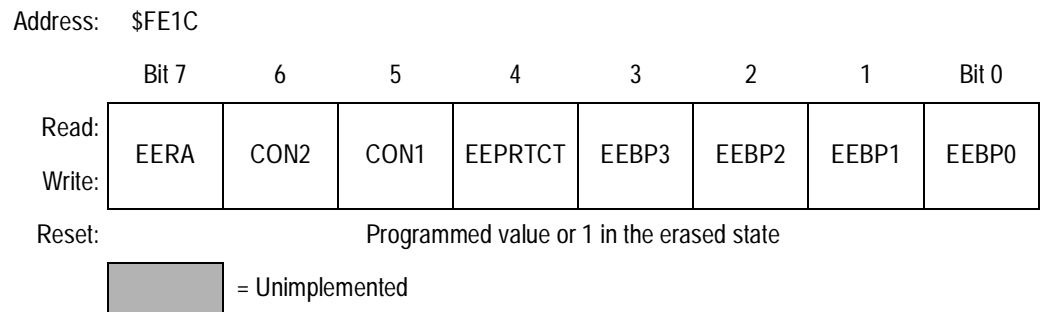 Address: $FE1C
Bit 7 6 5 4 3 2 1 Bit 0
Read:
EERA CON2 CON1 EEPRTCT EEBP3 EEBP2 EEBP1 EEBP0
Write:
Reset: Programmed value or 1 in the erased state
= Unimplemented